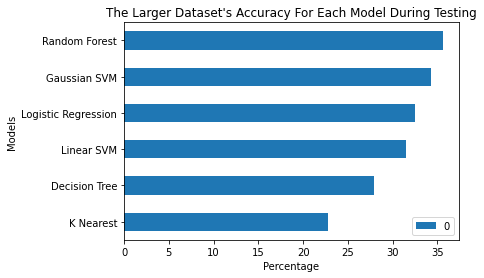 The Larger Dataset's Accuracy For Each Model During Testing
Random Forest
Gaussian SVM
Logistic Regression
Linear SVM
Decision Tree
K Nearest
Models
0
0 5 10 15 20 25 30 35
Percentage